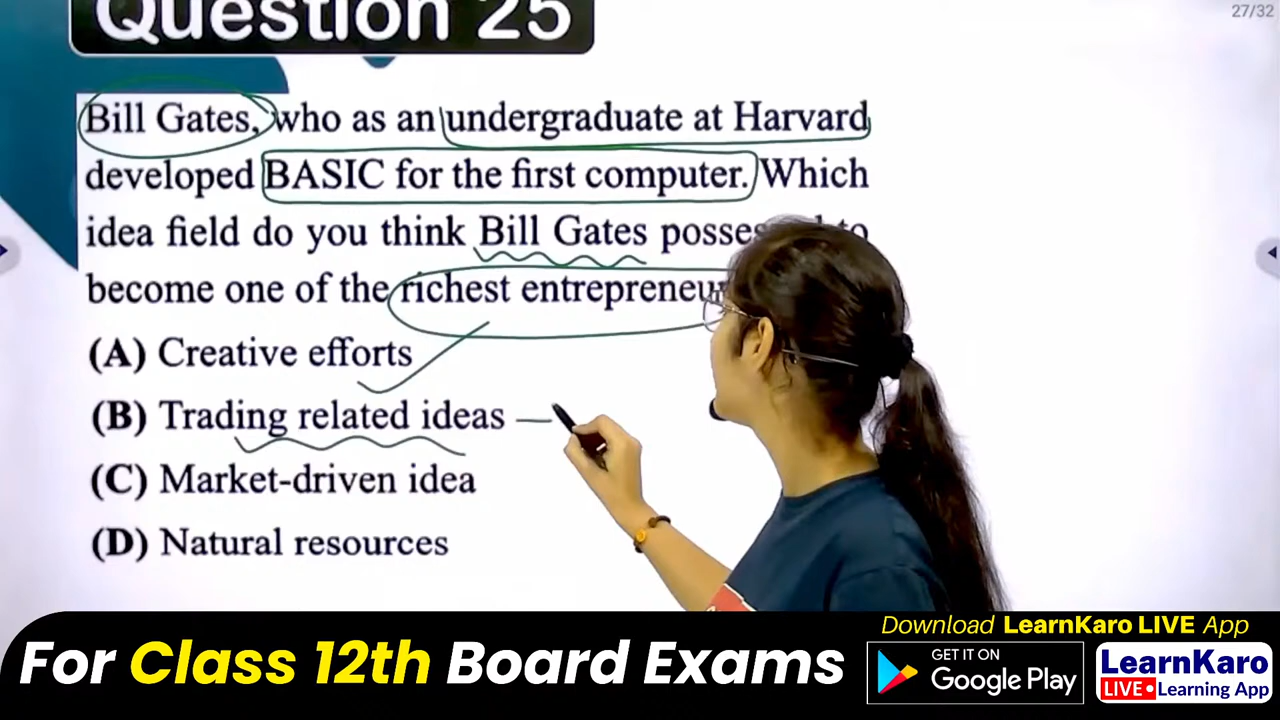 Question 25
27/32
Bill Gates, who as an undergraduate at Harvard
developed BASIC for the first computer. Which
idea field do you think Bill Gates to
become one of the richest
(A) Creative efforts
(B) Trading related ideas
(C) Market-driven idea
(D) Natural resources
For Class 12th Board Exams
Download LearnKaro LIVE App
GET IT ON
Google Play
LearnKaro
LIVE Learning App